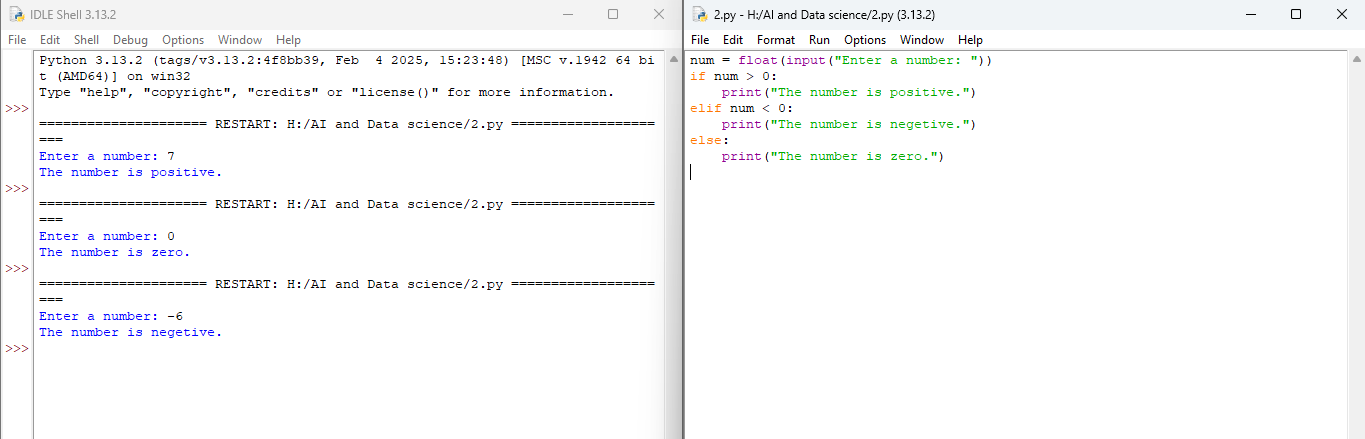 IDLE Shell 3.13.2
File Edit Shell Debug Options Window Help
Python 3.13.2 (tags/v3.13.2:4f8bb39, Feb  4 2025, 15:23:48) [MSC v.1942 64 bi
t (AMD64)] on win32
Type "help", "copyright", "credits" or "license()" for more information.
>>>
===================== RESTART: H:/AI and Data science/2.py ==================
===
Enter a number: 7
The number is positive.
>>>
===================== RESTART: H:/AI and Data science/2.py ==================
===
Enter a number: 0
The number is zero.
>>>
===================== RESTART: H:/AI and Data science/2.py ==================
===
Enter a number: -6
The number is negetive.
>>>
2.py - H:/AI and Data science/2.py (3.13.2)
File Edit Format Run Options Window Help
num = float(input("Enter a number: "))
if num > 0:
    print("The number is positive.")
elif num < 0:
    print("The number is negetive.")
else:
    print("The number is zero.")